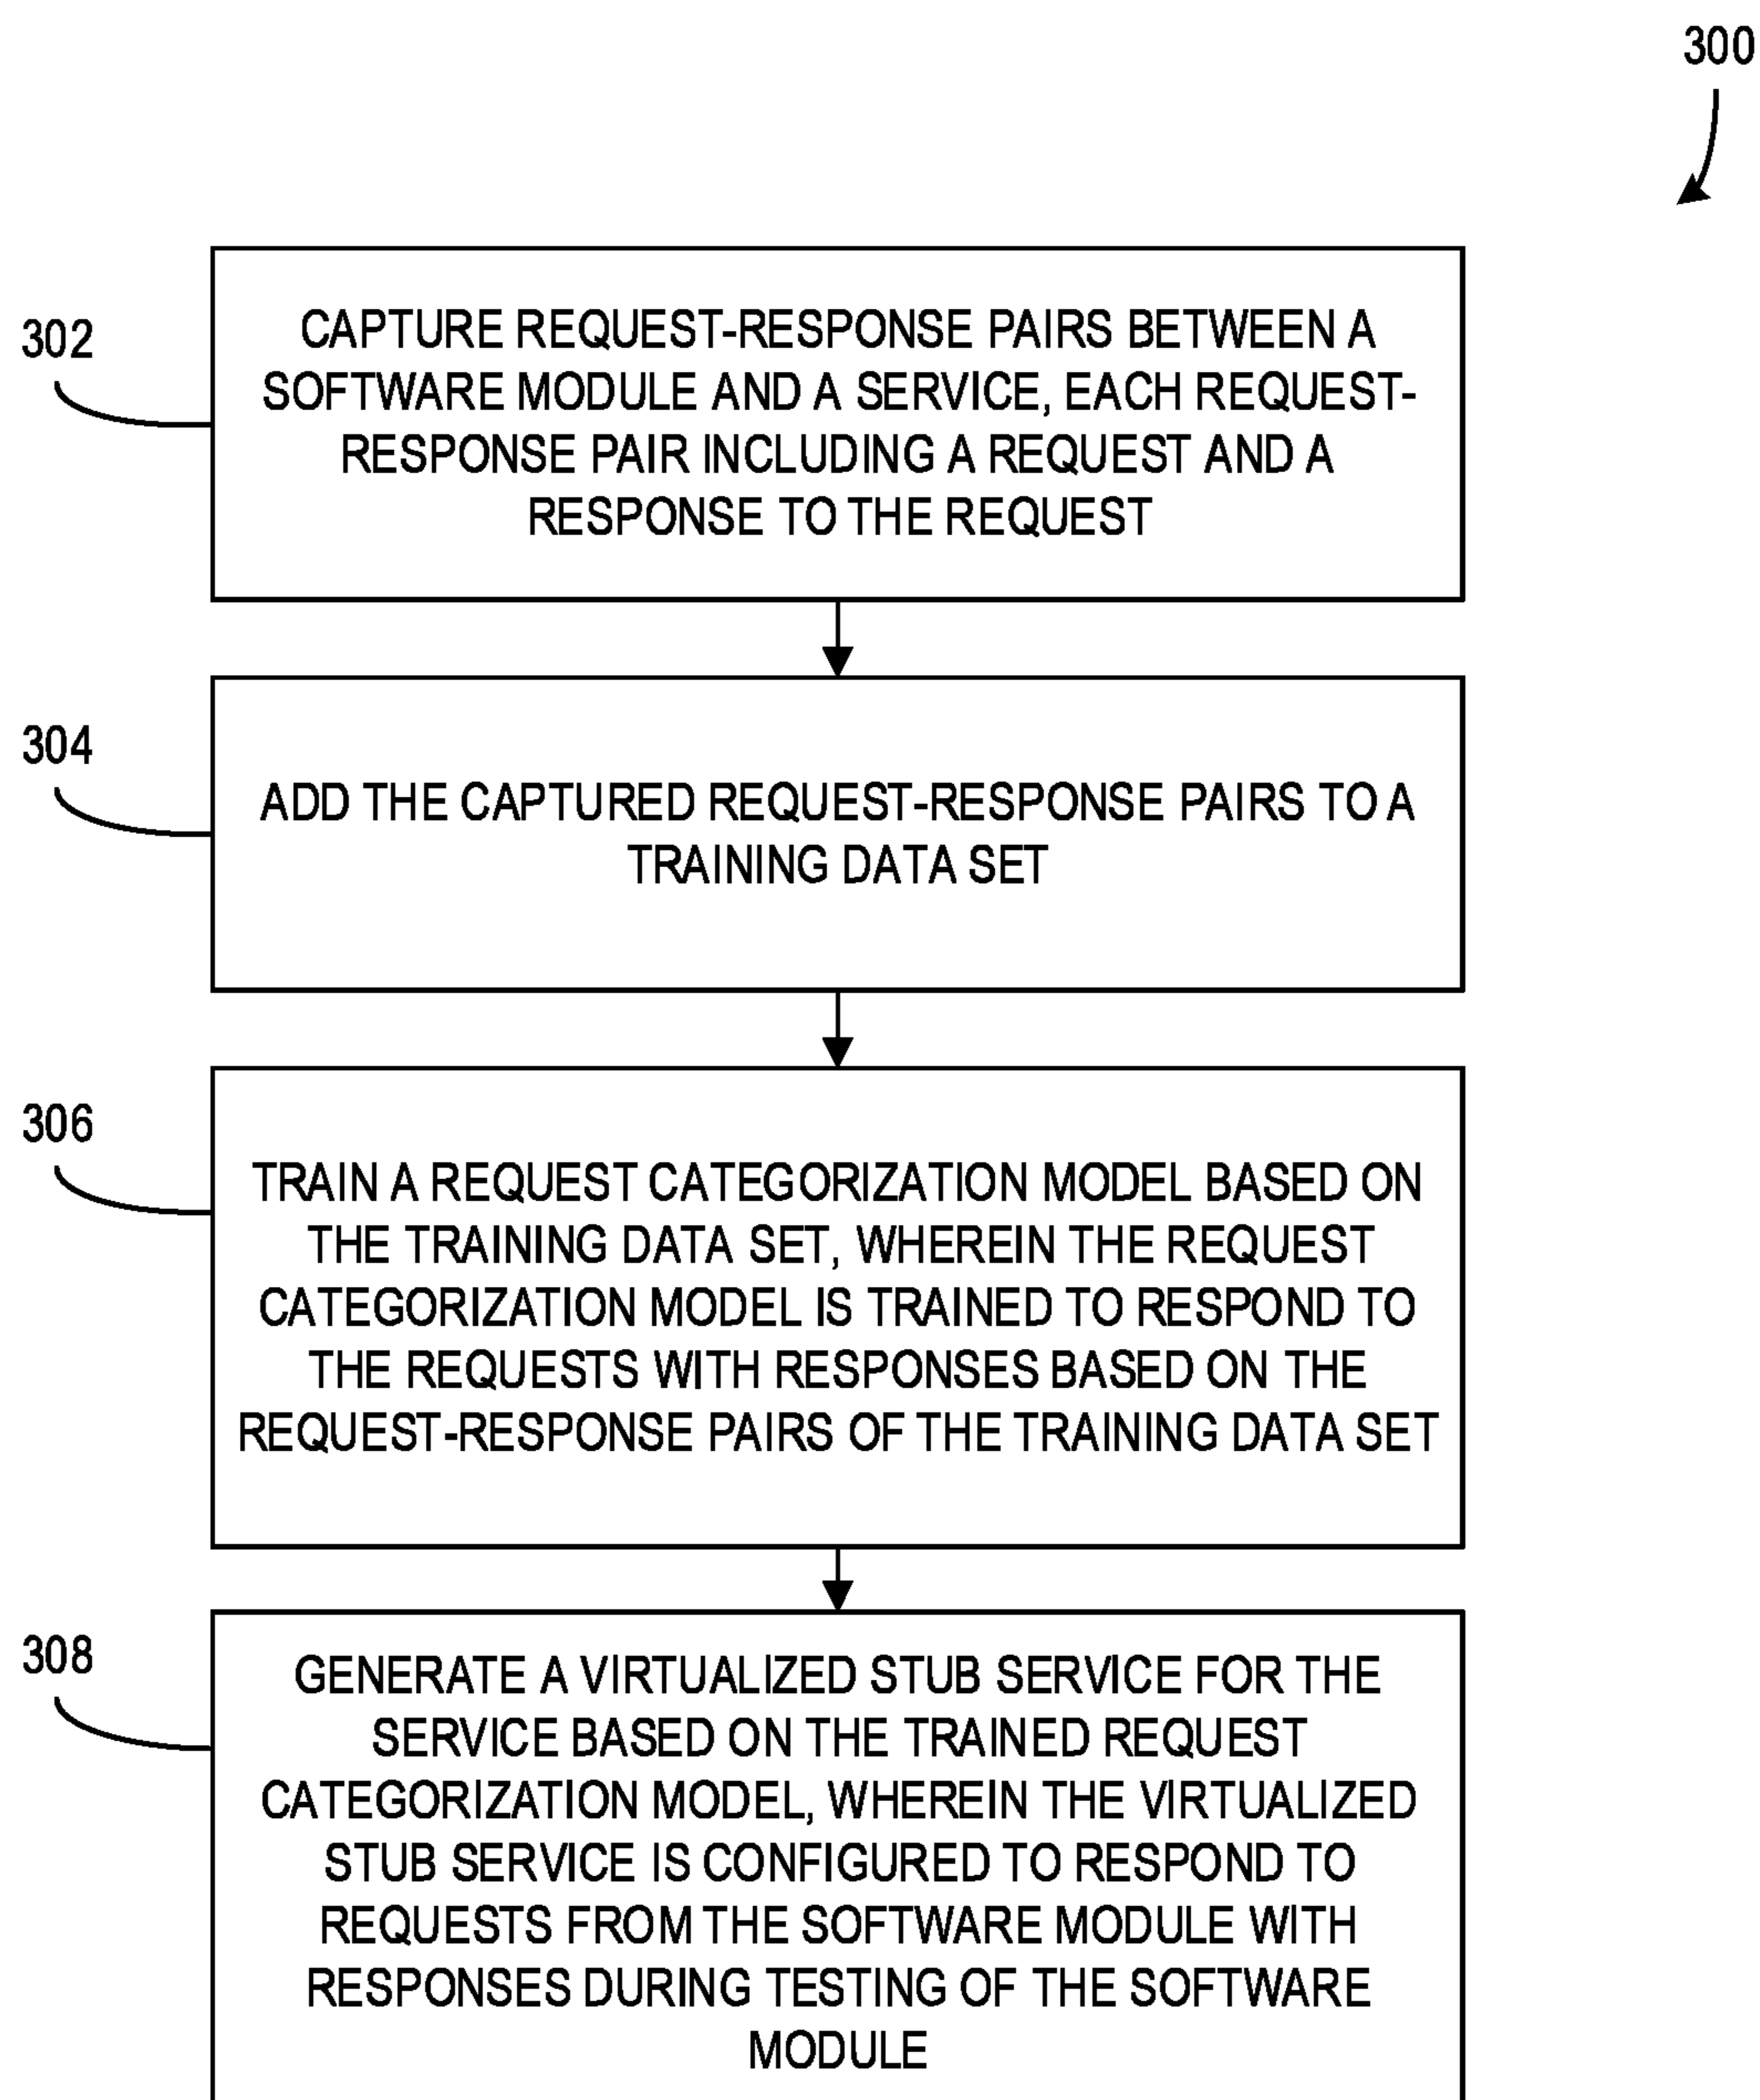 300
302
CAPTURE REQUEST-RESPONSE PAIRS BETWEEN A
SOFTWARE MODULE AND A SERVICE, EACH REQUEST-
RESPONSE PAIR INCLUDING A REQUEST AND A
RESPONSE TO THE REQUEST
304
ADD THE CAPTURED REQUEST-RESPONSE PAIRS TO A
TRAINING DATA SET
306
TRAIN A REQUEST CATEGORIZATION MODEL BASED ON
THE TRAINING DATA SET, WHEREIN THE REQUEST
CATEGORIZATION MODEL IS TRAINED TO RESPOND TO
THE REQUESTS WITH RESPONSES BASED ON THE
REQUEST-RESPONSE PAIRS OF THE TRAINING DATA SET
308
GENERATE A VIRTUALIZED STUB SERVICE FOR THE
SERVICE BASED ON THE TRAINED REQUEST
CATEGORIZATION MODEL, WHEREIN THE VIRTUALIZED
STUB SERVICE IS CONFIGURED TO RESPOND TO
REQUESTS FROM THE SOFTWARE MODULE WITH
RESPONSES DURING TESTING OF THE SOFTWARE
MODULE